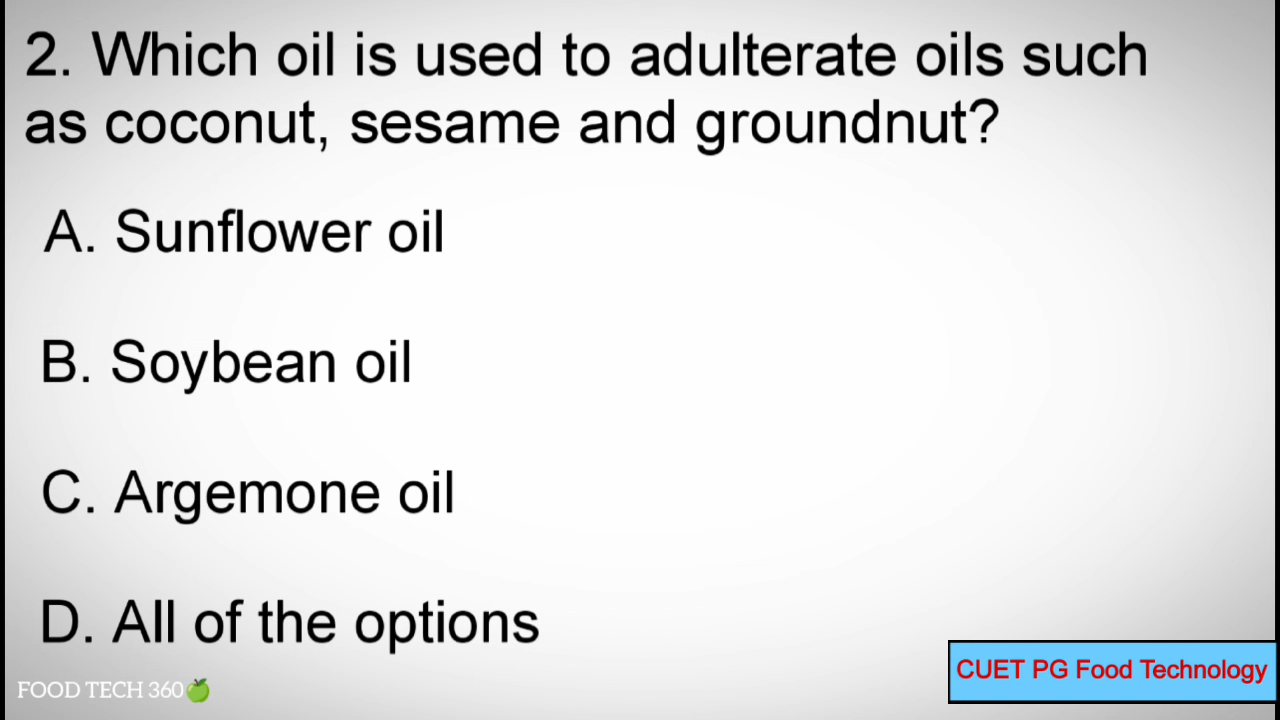 2. Which oil is used to adulterate oils such
as coconut, sesame and groundnut?
A. Sunflower oil
B. Soybean oil
C. Argemone oil
D. All of the options
FOOD TECH 360
CUET PG Food Technology